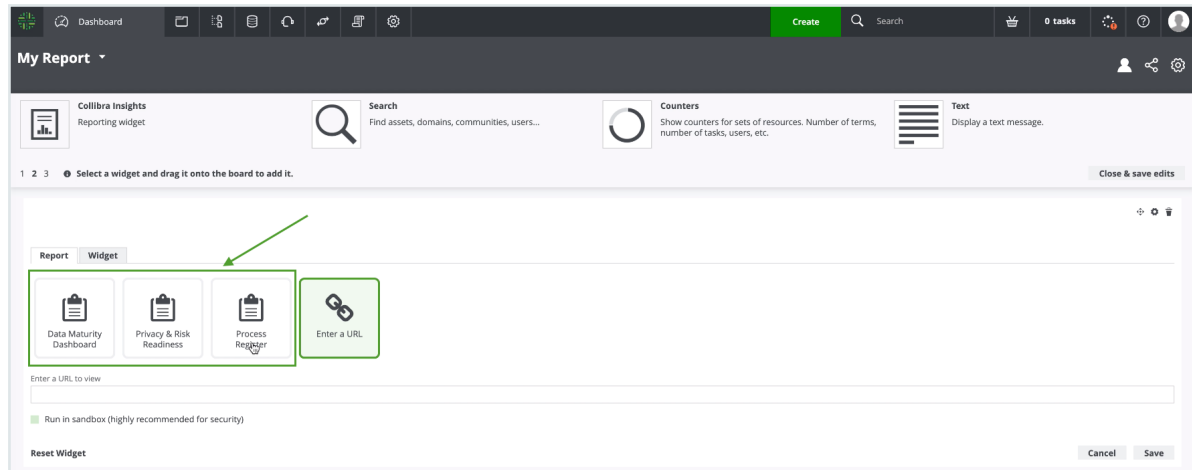 Dashboard
Create
Search
0 tasks
My Report
Collibra Insights
Reporting widget
Search
Find assets, domains, communities, users...
Counters
Show counters for sets of resources. Number of terms,
number of tasks, users, etc.
Text
Display a text message.
1 2 3 Select a widget and drag it onto the board to add it.
Close & save edits
Report
Widget
Data Maturity
Dashboard
Privacy & Risk
Readiness
Process
Register
Enter a URL
Enter a URL to view
Run in sandbox (highly recommended for security)
Reset Widget
Cancel
Save